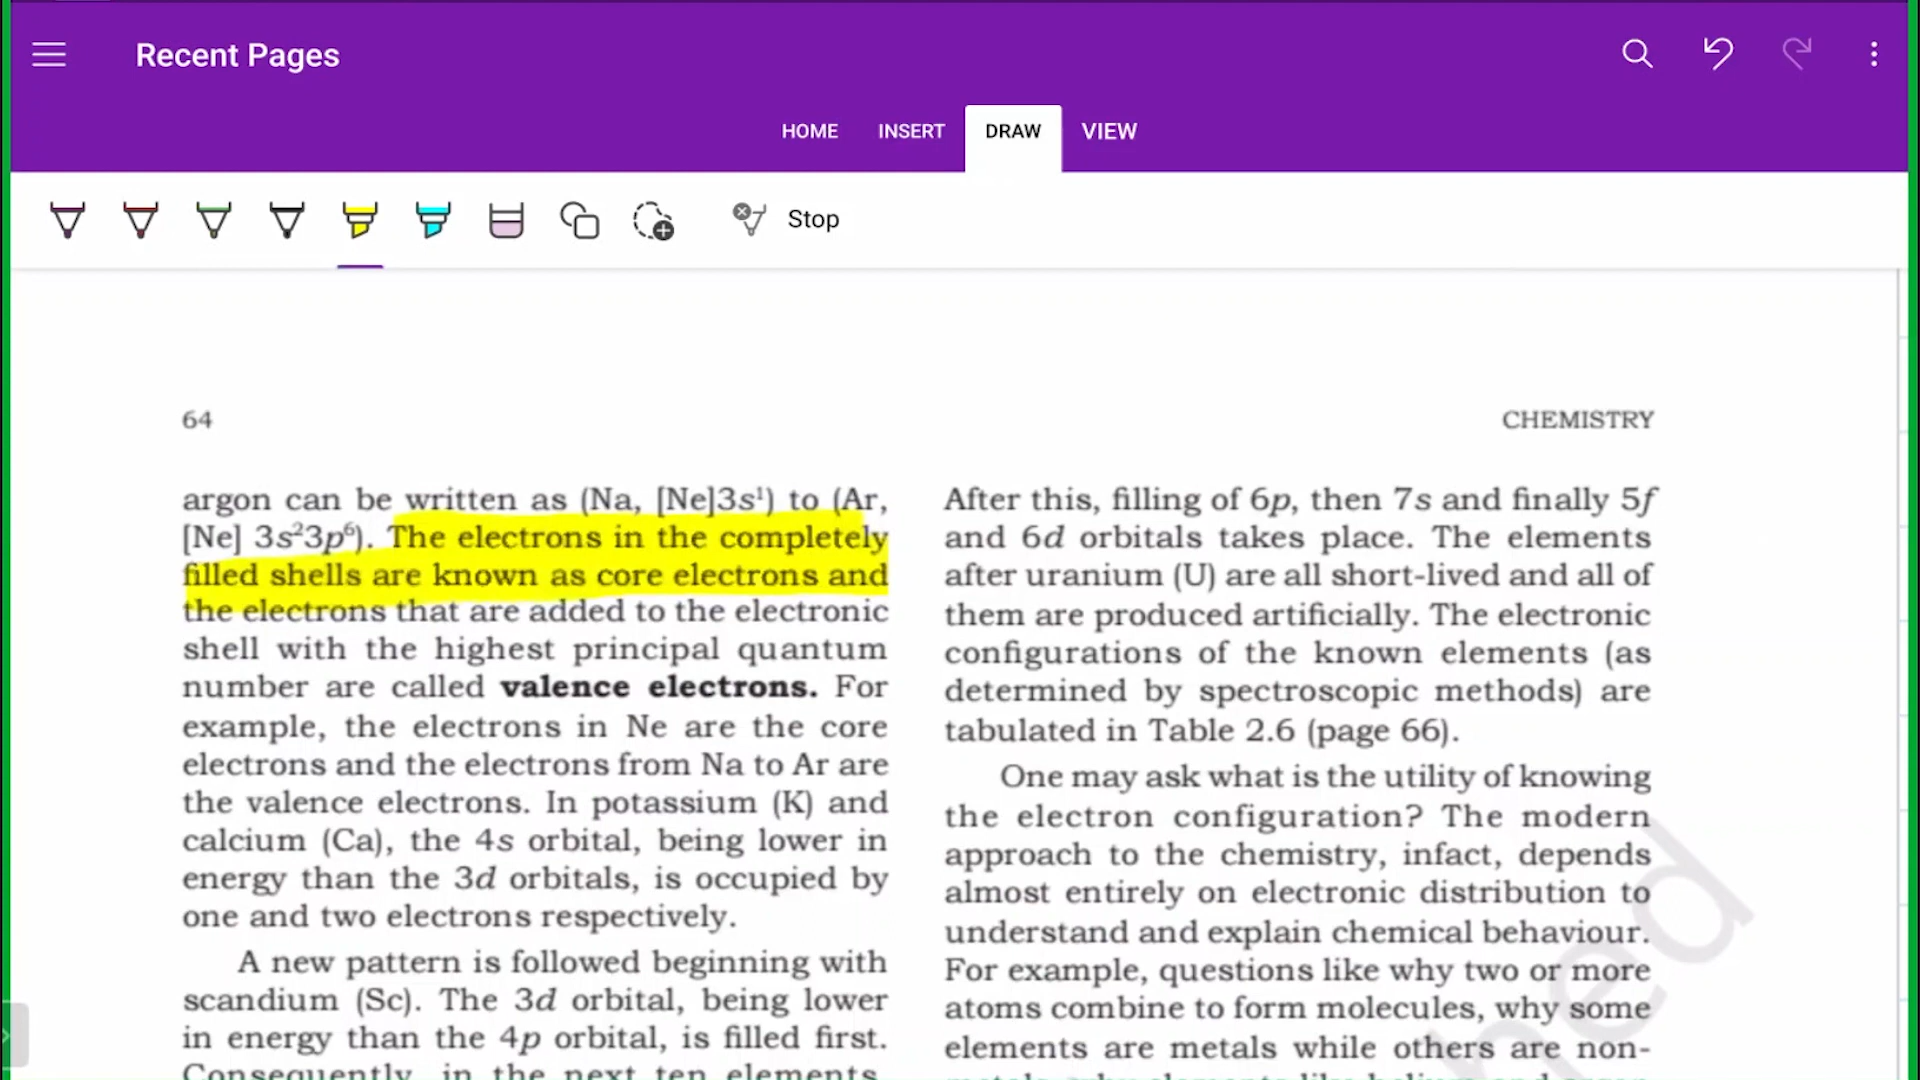 Recent Pages
HOME INSERT DRAW VIEW
Stop
64 CHEMISTRY
argon can be written as (Na, [Ne]3s¹) to (Ar,
[Ne] 3s²3p⁶). The electrons in the completely
filled shells are known as core electrons and
the electrons that are added to the electronic
shell with the highest principal quantum
number are called valence electrons. For
example, the electrons in Ne are the core
electrons and the electrons from Na to Ar are
the valence electrons. In potassium (K) and
calcium (Ca), the 4s orbital, being lower in
energy than the 3d orbitals, is occupied by
one and two electrons respectively.
A new pattern is followed beginning with
scandium (Sc). The 3d orbital, being lower
in energy than the 4p orbital, is filled first.
Consequently, in the next ten elements,
After this, filling of 6p, then 7s and finally 5f
and 6d orbitals takes place. The elements
after uranium (U) are all short-lived and all of
them are produced artificially. The electronic
configurations of the known elements (as
determined by spectroscopic methods) are
tabulated in Table 2.6 (page 66).
One may ask what is the utility of knowing
the electron configuration? The modern
approach to the chemistry, infact, depends
almost entirely on electronic distribution to
understand and explain chemical behaviour.
For example, questions like why two or more
atoms combine to form molecules, why some
elements are metals while others are non-
hed